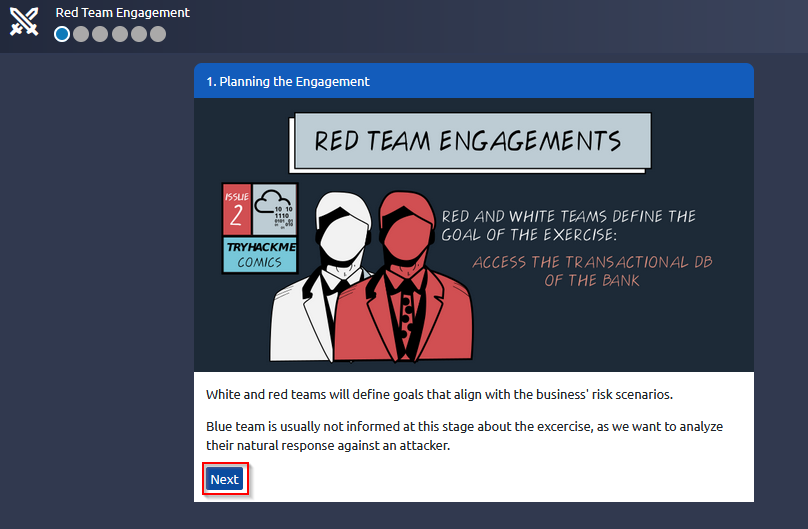 Red Team Engagement
1. Planning the Engagement
RED TEAM ENGAGEMENTS
ISSUE
2
10 10
1110
0101 01
010
TRYHACKME
COMICS
RED AND WHITE TEAMS DEFINE THE
GOAL OF THE EXERCISE:
ACCESS THE TRANSACTIONAL DB
OF THE BANK
White and red teams will define goals that align with the business' risk scenarios.
Blue team is usually not informed at this stage about the excercise, as we want to analyze
their natural response against an attacker.
Next